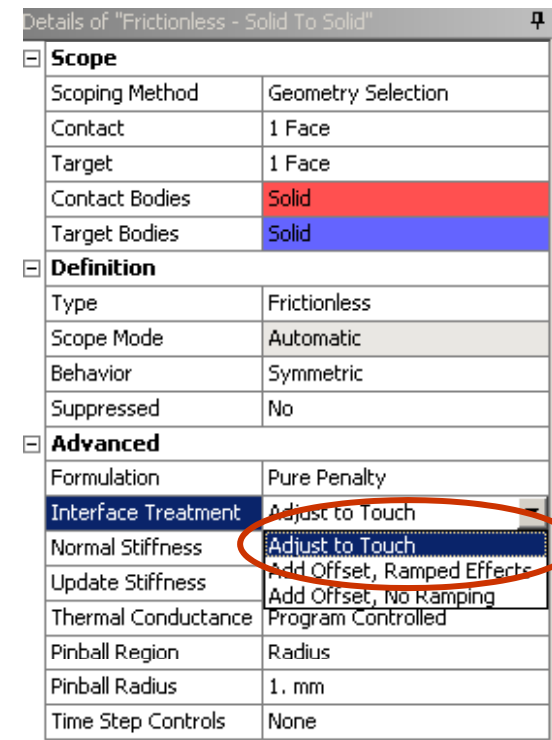 Details of "Frictionless - Solid To Solid"
Scope
Scoping Method Geometry Selection
Contact 1 Face
Target 1 Face
Contact Bodies Solid
Target Bodies Solid
Definition
Type Frictionless
Scope Mode Automatic
Behavior Symmetric
Suppressed No
Advanced
Formulation Pure Penalty
Interface Treatment Adjust to Touch
Normal Stiffness Adjust to Touch
Add Offset, Ramped Effects
Update Stiffness Add Offset, No Ramping
Thermal Conductance Program Controlled
Pinball Region Radius
Pinball Radius 1. mm
Time Step Controls None